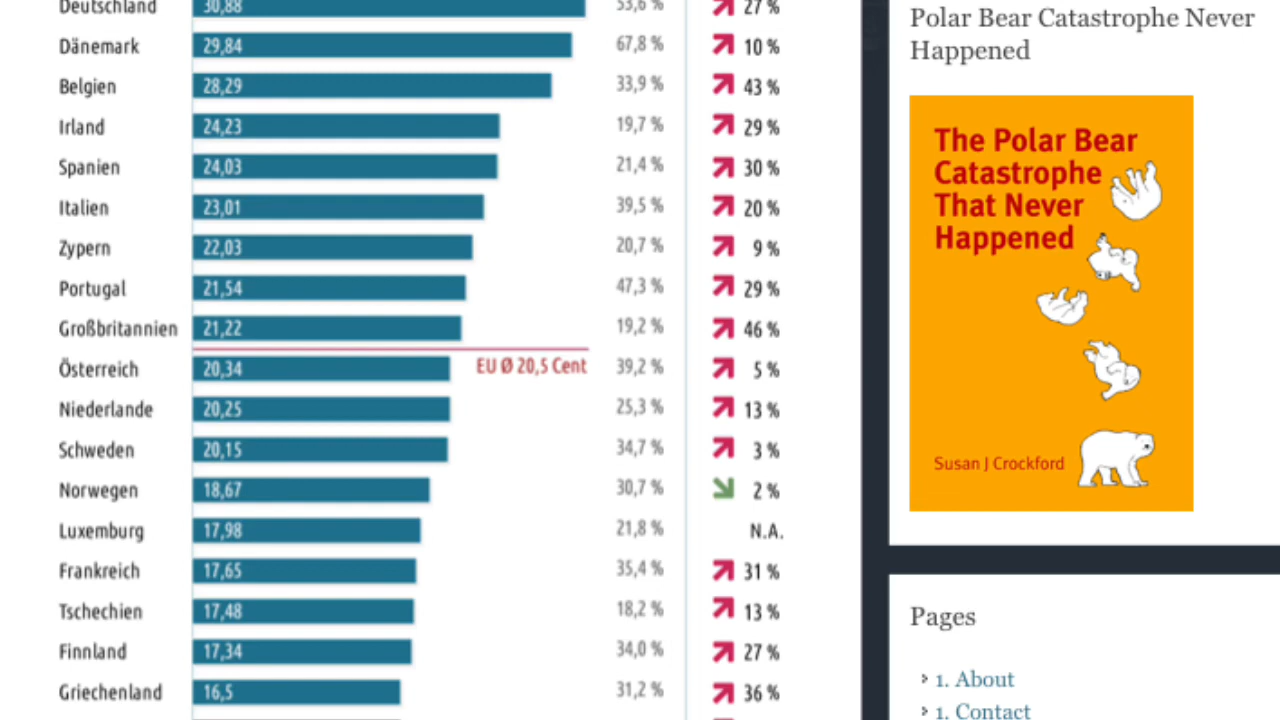 Deutschland 30,88 53,6 % 27 %
Dänemark 29,84 67,8 % 10 %
Belgien 28,29 33,9 % 43 %
Irland 24,23 19,7 % 29 %
Spanien 24,03 21,4 % 30 %
Italien 23,01 39,5 % 20 %
Zypern 22,03 20,7 % 9 %
Portugal 21,54 47,3 % 29 %
Großbritannien 21,22 19,2 % 46 %
EU Ø 20,5 Cent
Österreich 20,34 39,2 % 5 %
Niederlande 20,25 25,3 % 13 %
Schweden 20,15 34,7 % 3 %
Norwegen 18,67 30,7 % 2 %
Luxemburg 17,98 21,8 % N.A.
Frankreich 17,65 35,4 % 31 %
Tschechien 17,48 18,2 % 13 %
Finnland 17,34 34,0 % 27 %
Griechenland 16,5 31,2 % 36 %
Polar Bear Catastrophe Never
Happened
The Polar Bear
Catastrophe
That Never
Happened
Susan J Crockford
Pages
1. About
1. Contact